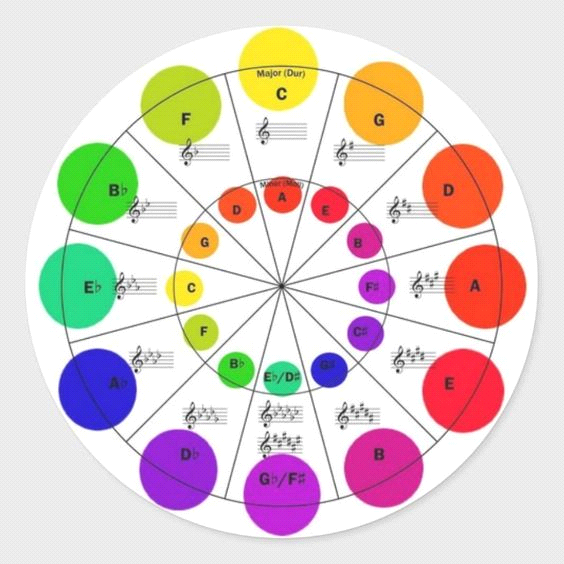 Major (Dur)
C
G
D
A
E
B
G♭/F♯
D♭
A♭
E♭
B♭
F
Minor (Moll)
A
E
B
F♯
C♯
G♯
E♭/D♯
B♭
F
C
G
D